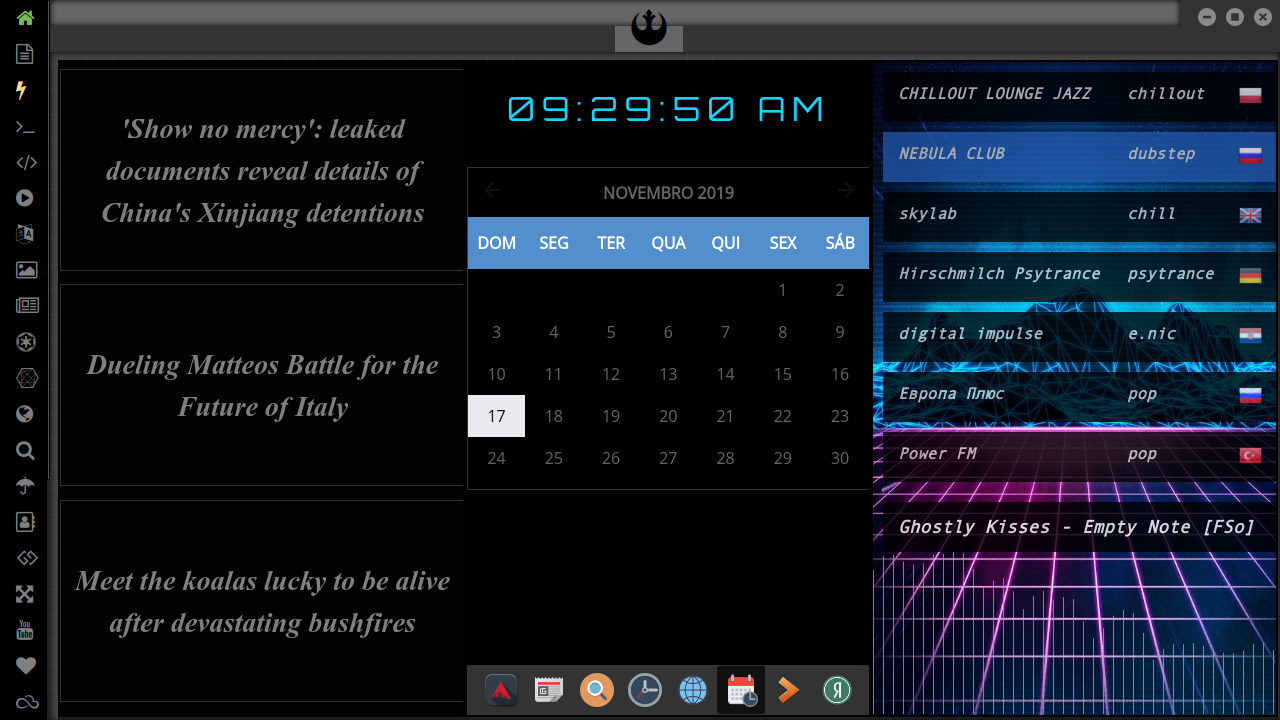 'Show no mercy': leaked
documents reveal details of
China's Xinjiang detentions
Dueling Matteos Battle for the
Future of Italy
Meet the koalas lucky to be alive
after devastating bushfires
09:29:50 AM
NOVEMBRO 2019
DOM SEG TER QUA QUI SEX SÁB
1 2
3 4 5 6 7 8 9
10 11 12 13 14 15 16
17 18 19 20 21 22 23
24 25 26 27 28 29 30
CHILLOUT LOUNGE JAZZ chillout
NEBULA CLUB dubstep
skylab chill
Hirschmilch Psytrance psytrance
digital impulse e.nic
Европа Плюс pop
Power FM pop
Ghostly Kisses - Empty Note [FSo]
You
Tube
Я